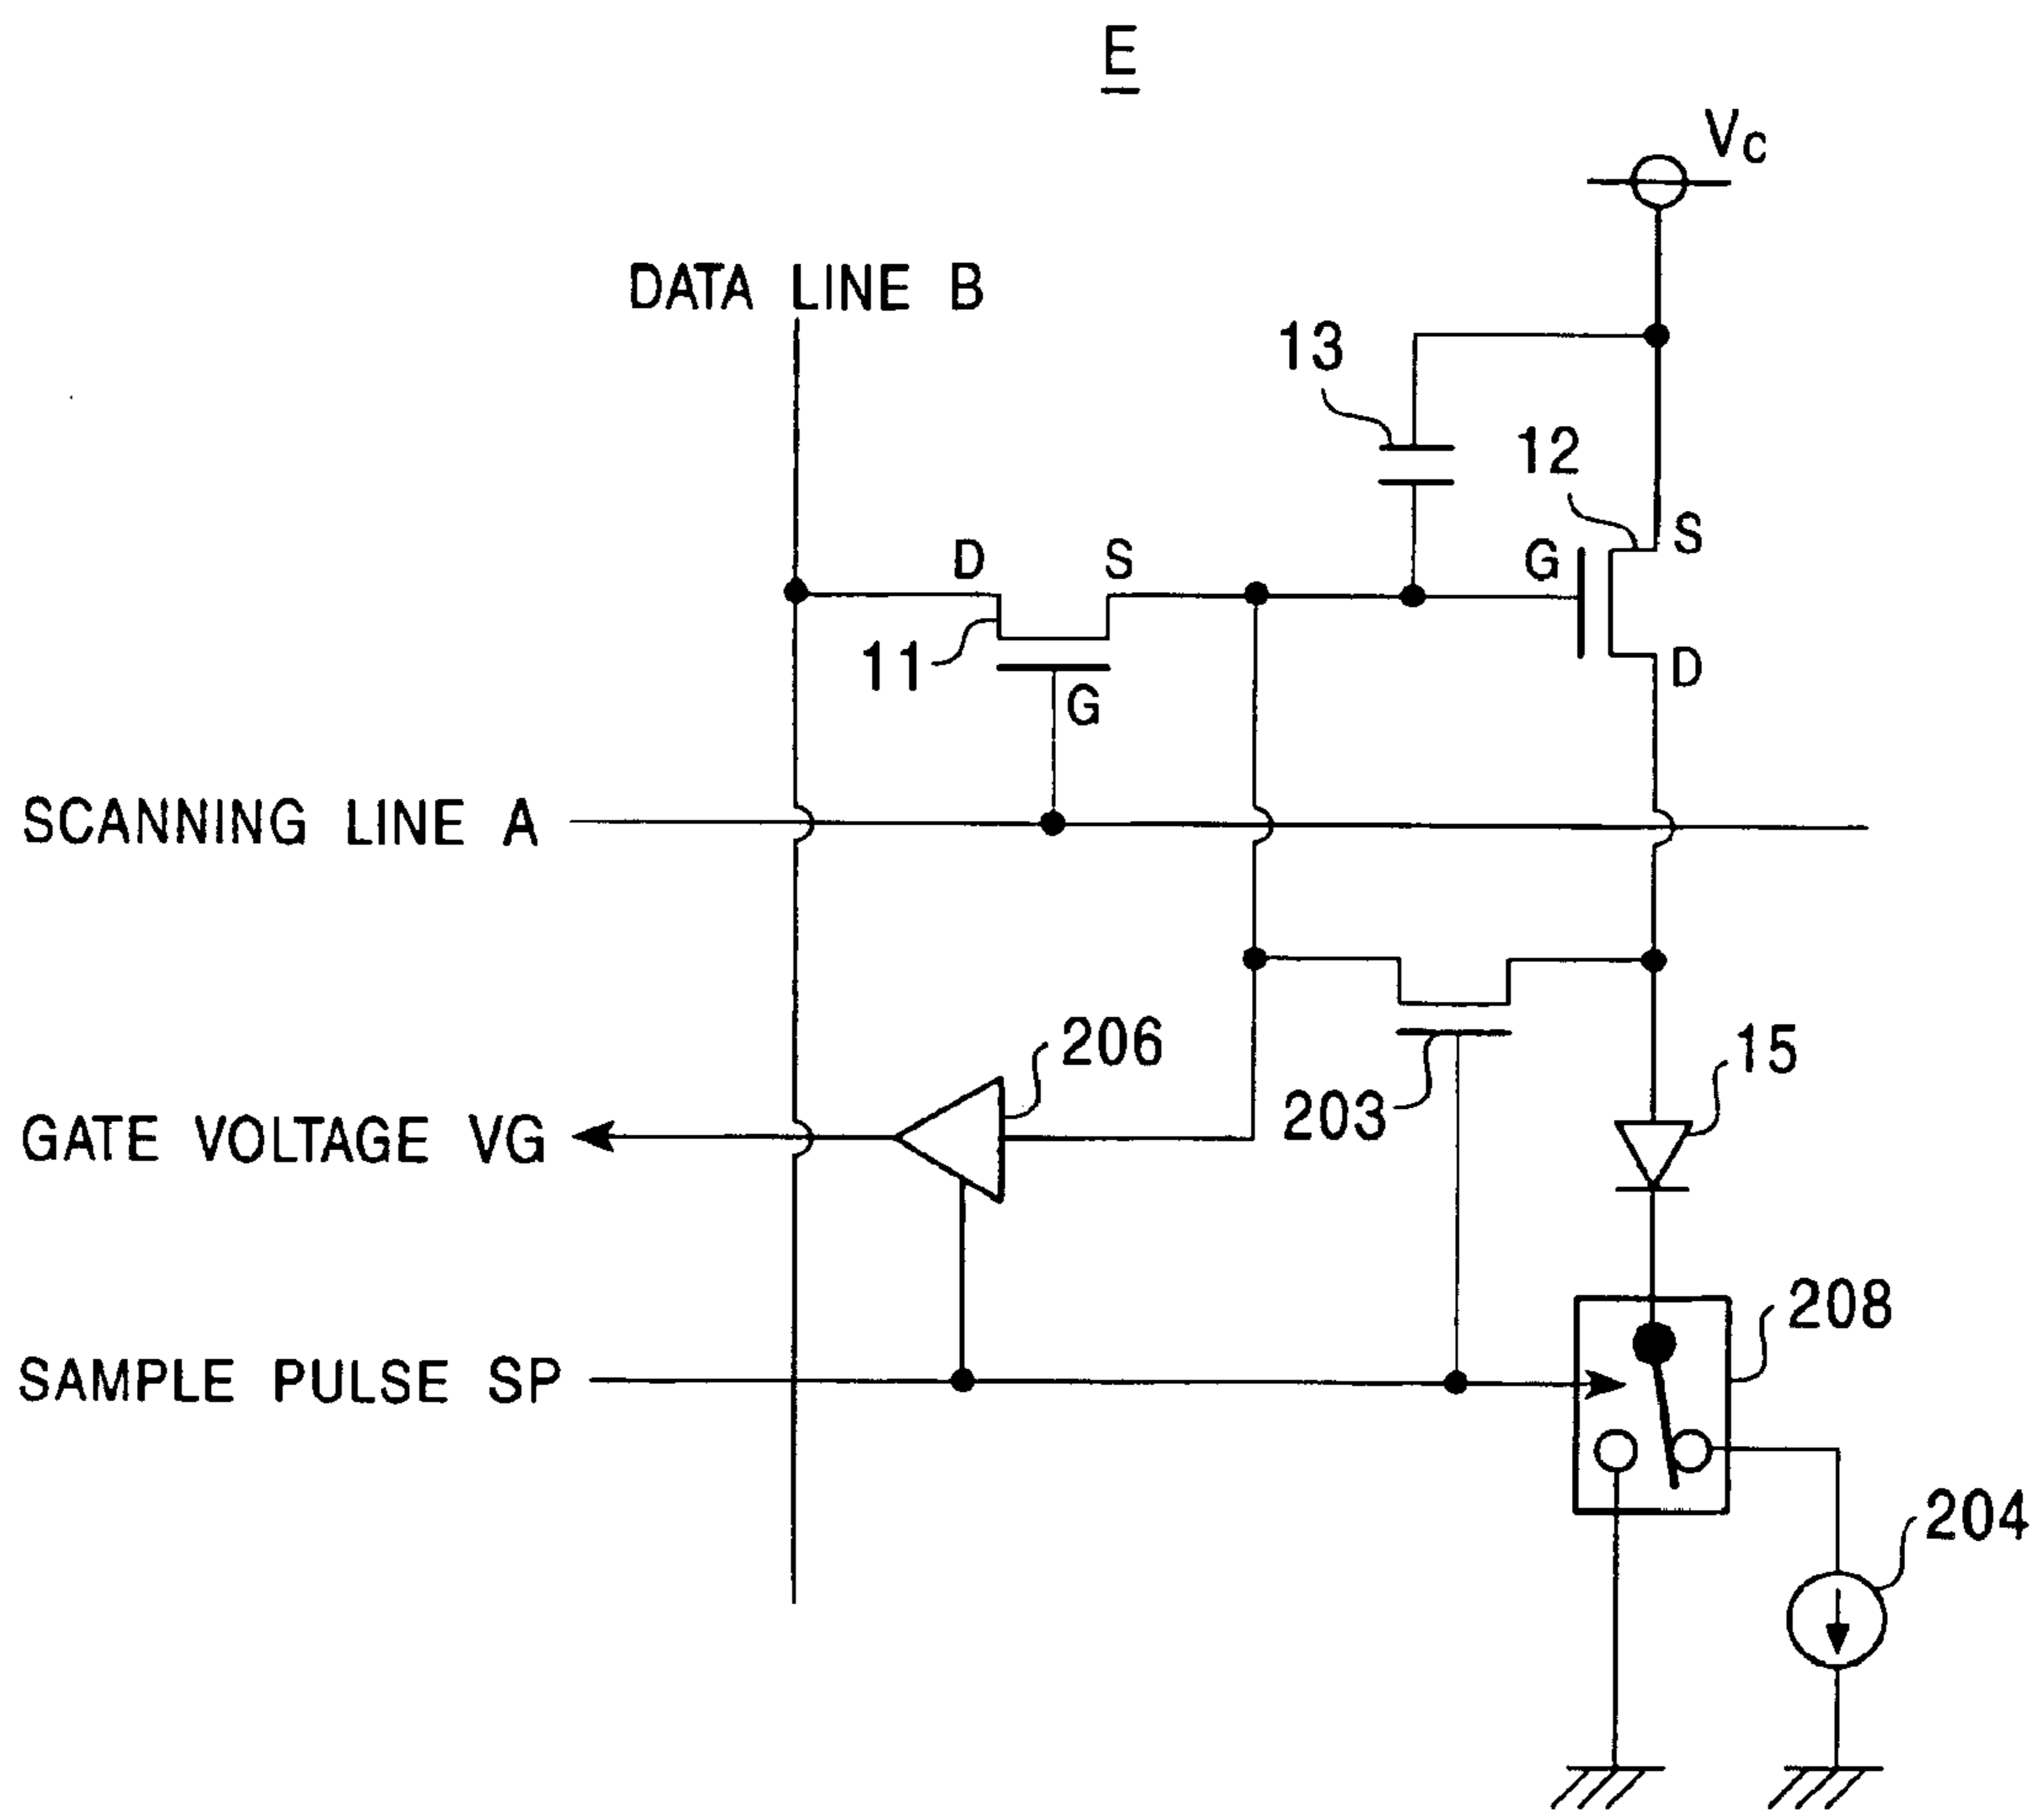 E
VC
DATA LINE B
13
12
D
S
G
S
11
G
D
SCANNING LINE A
206
15
203
GATE VOLTAGE VG
208
SAMPLE PULSE SP
204